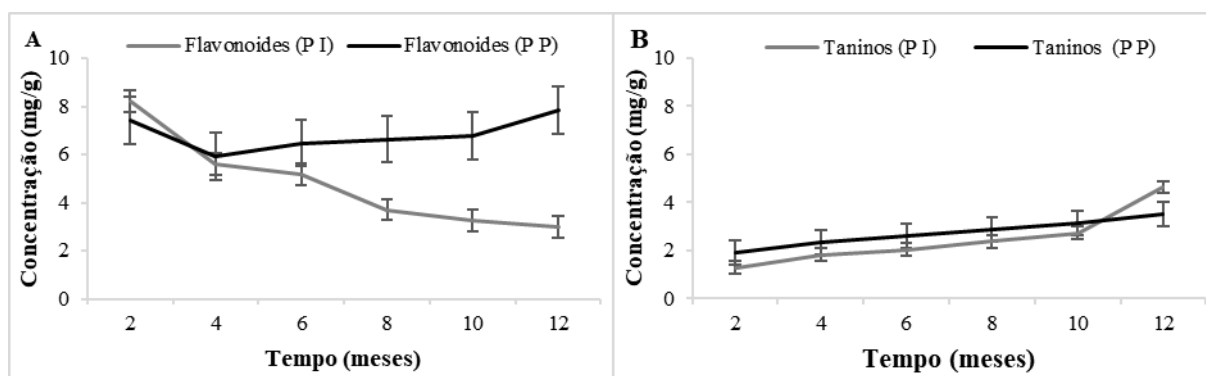 A
Flavonoides (P I) Flavonoides (P P)
Concentração (mg/g)
10
8
6
4
2
0
2 4 6 8 10 12
Tempo (meses)
B
Taninos (P I) Taninos (P P)
Concentração (mg/g)
10
8
6
4
2
0
2 4 6 8 10 12
Tempo (meses)